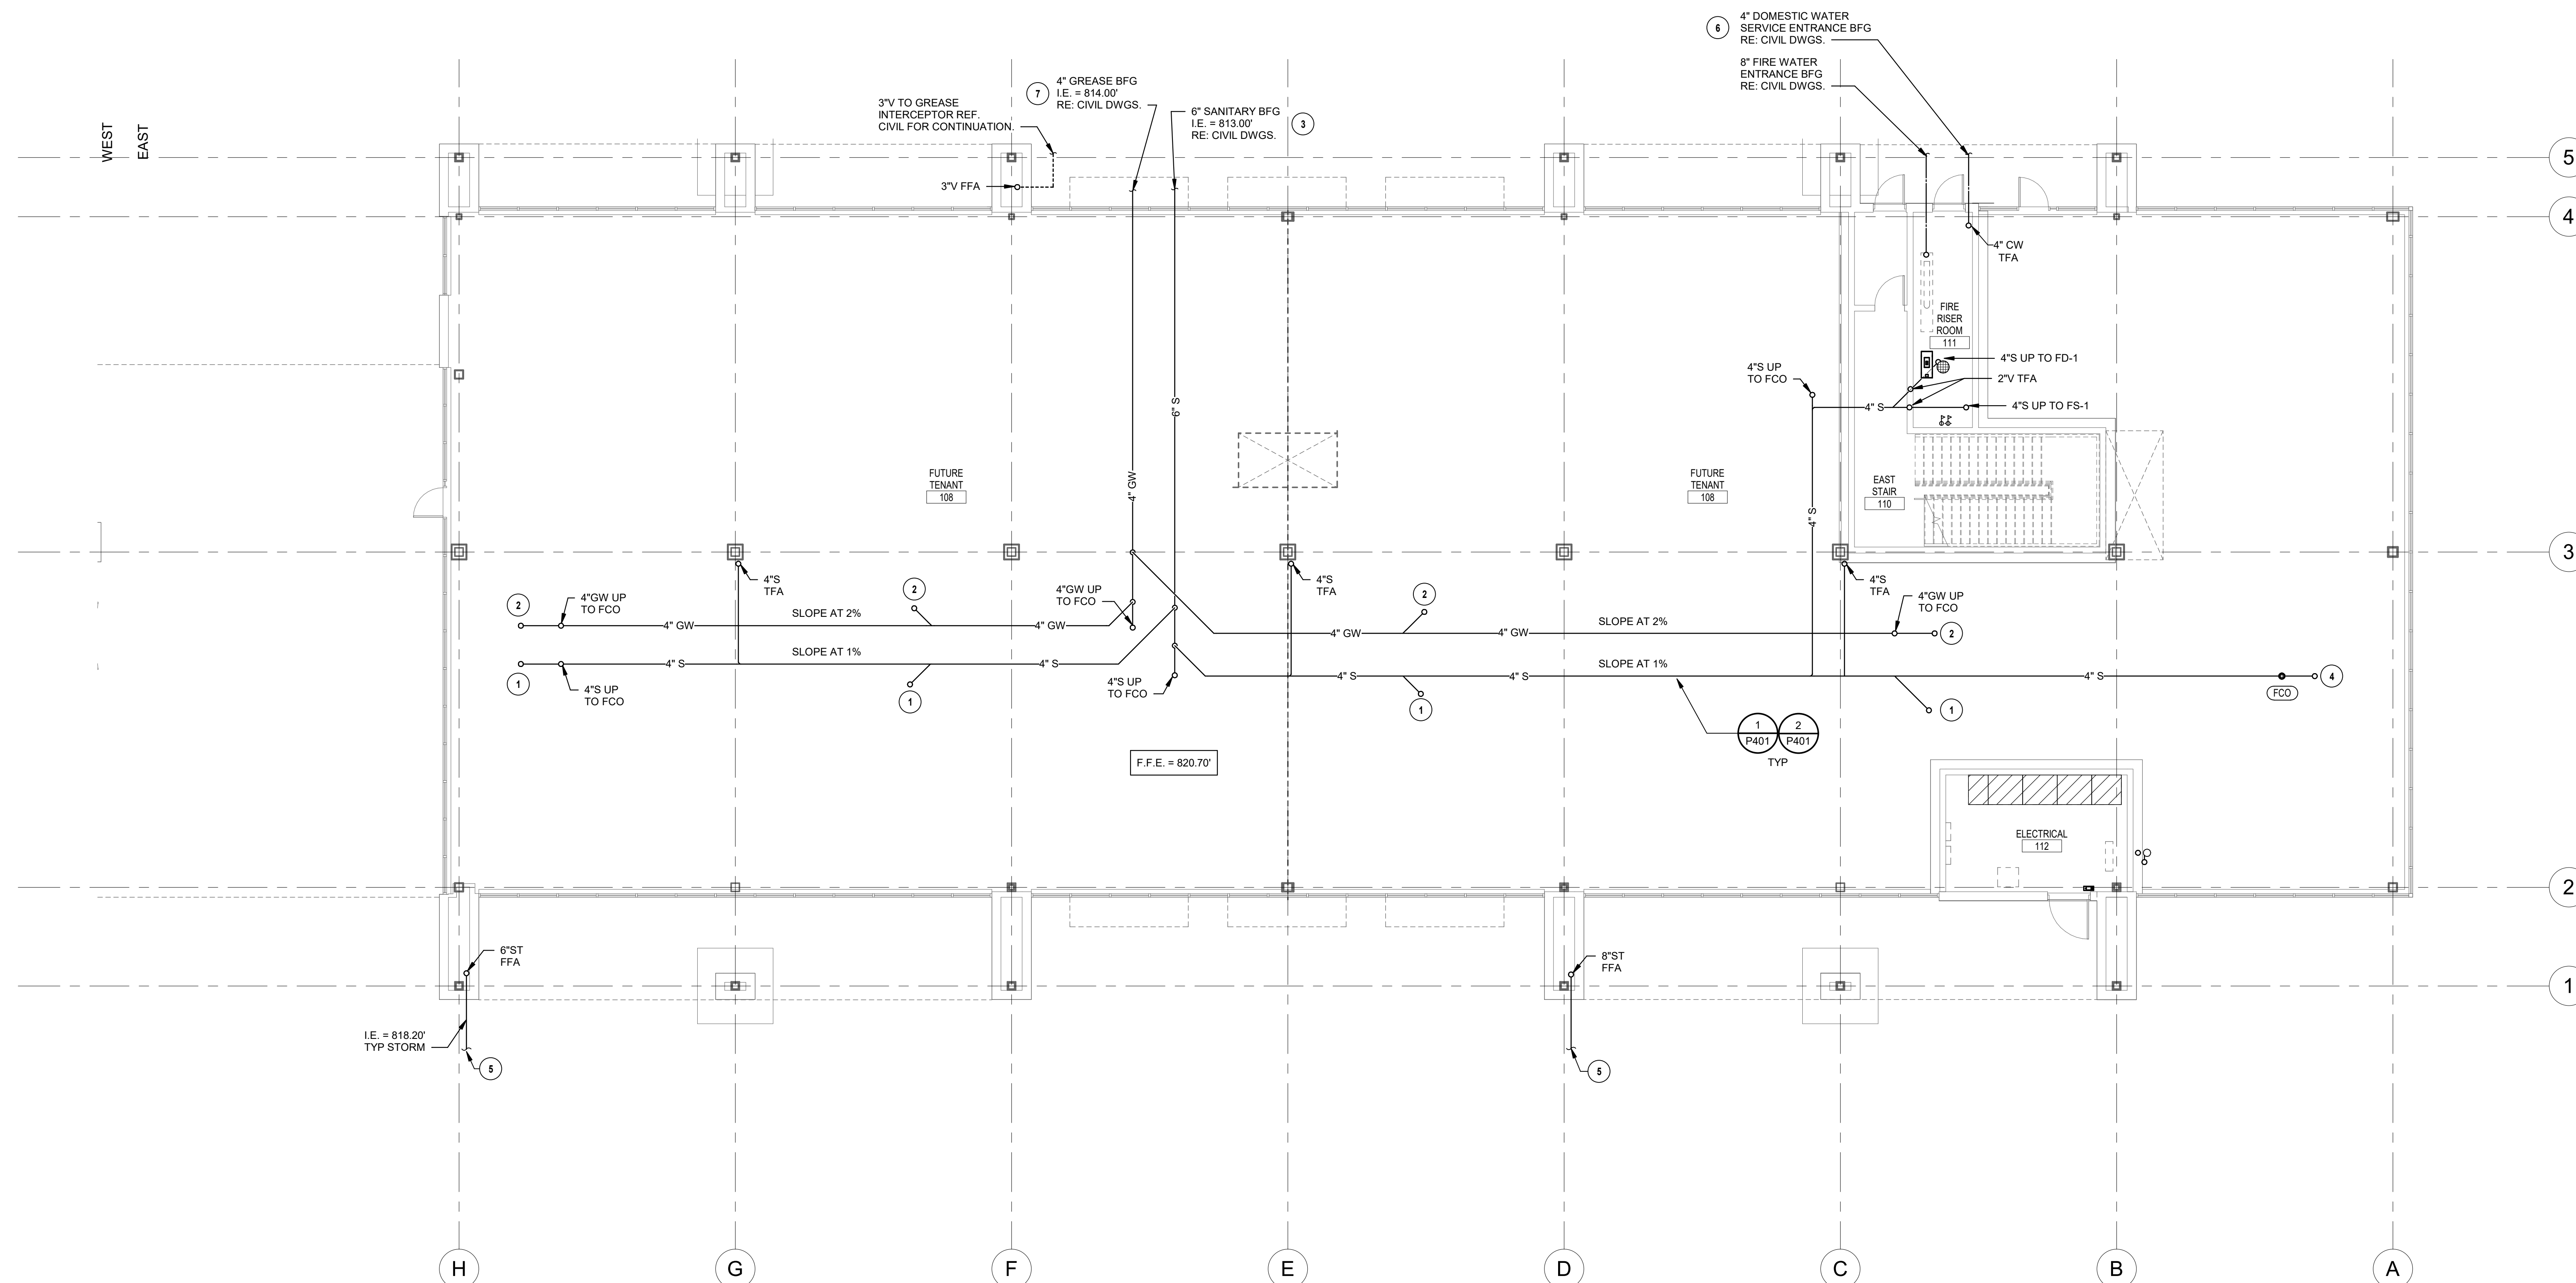 4" DOMESTIC WATER
SERVICE ENTRANCE BFG
RE: CIVIL DWGS.
6
8" FIRE WATER
ENTRANCE BFG
RE: CIVIL DWGS.
4" GREASE BFG
I.E. = 814.00'
RE: CIVIL DWGS.
7
3"V TO GREASE
INTERCEPTOR REF.
CIVIL FOR CONTINUATION.
6" SANITARY BFG
I.E. = 813.00'
RE: CIVIL DWGS.
3
WEST
EAST
5
3"V FFA
4
4" CW
TFA
FIRE
RISER
ROOM
111
4"S UP TO FD-1
4"S UP
TO FCO
2"V TFA
4" S
4"S UP TO FS-1
6" S
4" GW
FUTURE
TENANT
108
FUTURE
TENANT
108
EAST
STAIR
110
4" S
3
4"S
TFA
4"S
TFA
4"S
TFA
2
4"GW UP
TO FCO
2
4"GW UP
TO FCO
2
4"GW UP
TO FCO
SLOPE AT 2%
4" GW
4" GW
SLOPE AT 2%
4" GW
4" GW
2
SLOPE AT 1%
4" S
4" S
SLOPE AT 1%
4" S
4" S
4" S
4
FCO
1
4"S UP
TO FCO
1
4"S UP
TO FCO
1
1
1
P401
2
P401
TYP
F.F.E. = 820.70'
ELECTRICAL
112
2
6"ST
FFA
8"ST
FFA
1
I.E. = 818.20'
TYP STORM
5
5
H
G
F
E
D
C
B
A